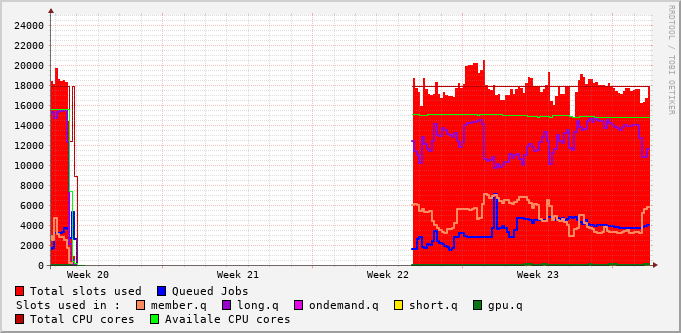 24000
22000
20000
18000
16000
14000
12000
10000
8000
6000
4000
2000
0
Week 20 Week 21 Week 22 Week 23
RRDTOOL / TOBI OETIKER
Total slots used Queued Jobs
Slots used in : member.q long.q ondemand.q short.q gpu.q
Total CPU cores Availale CPU cores